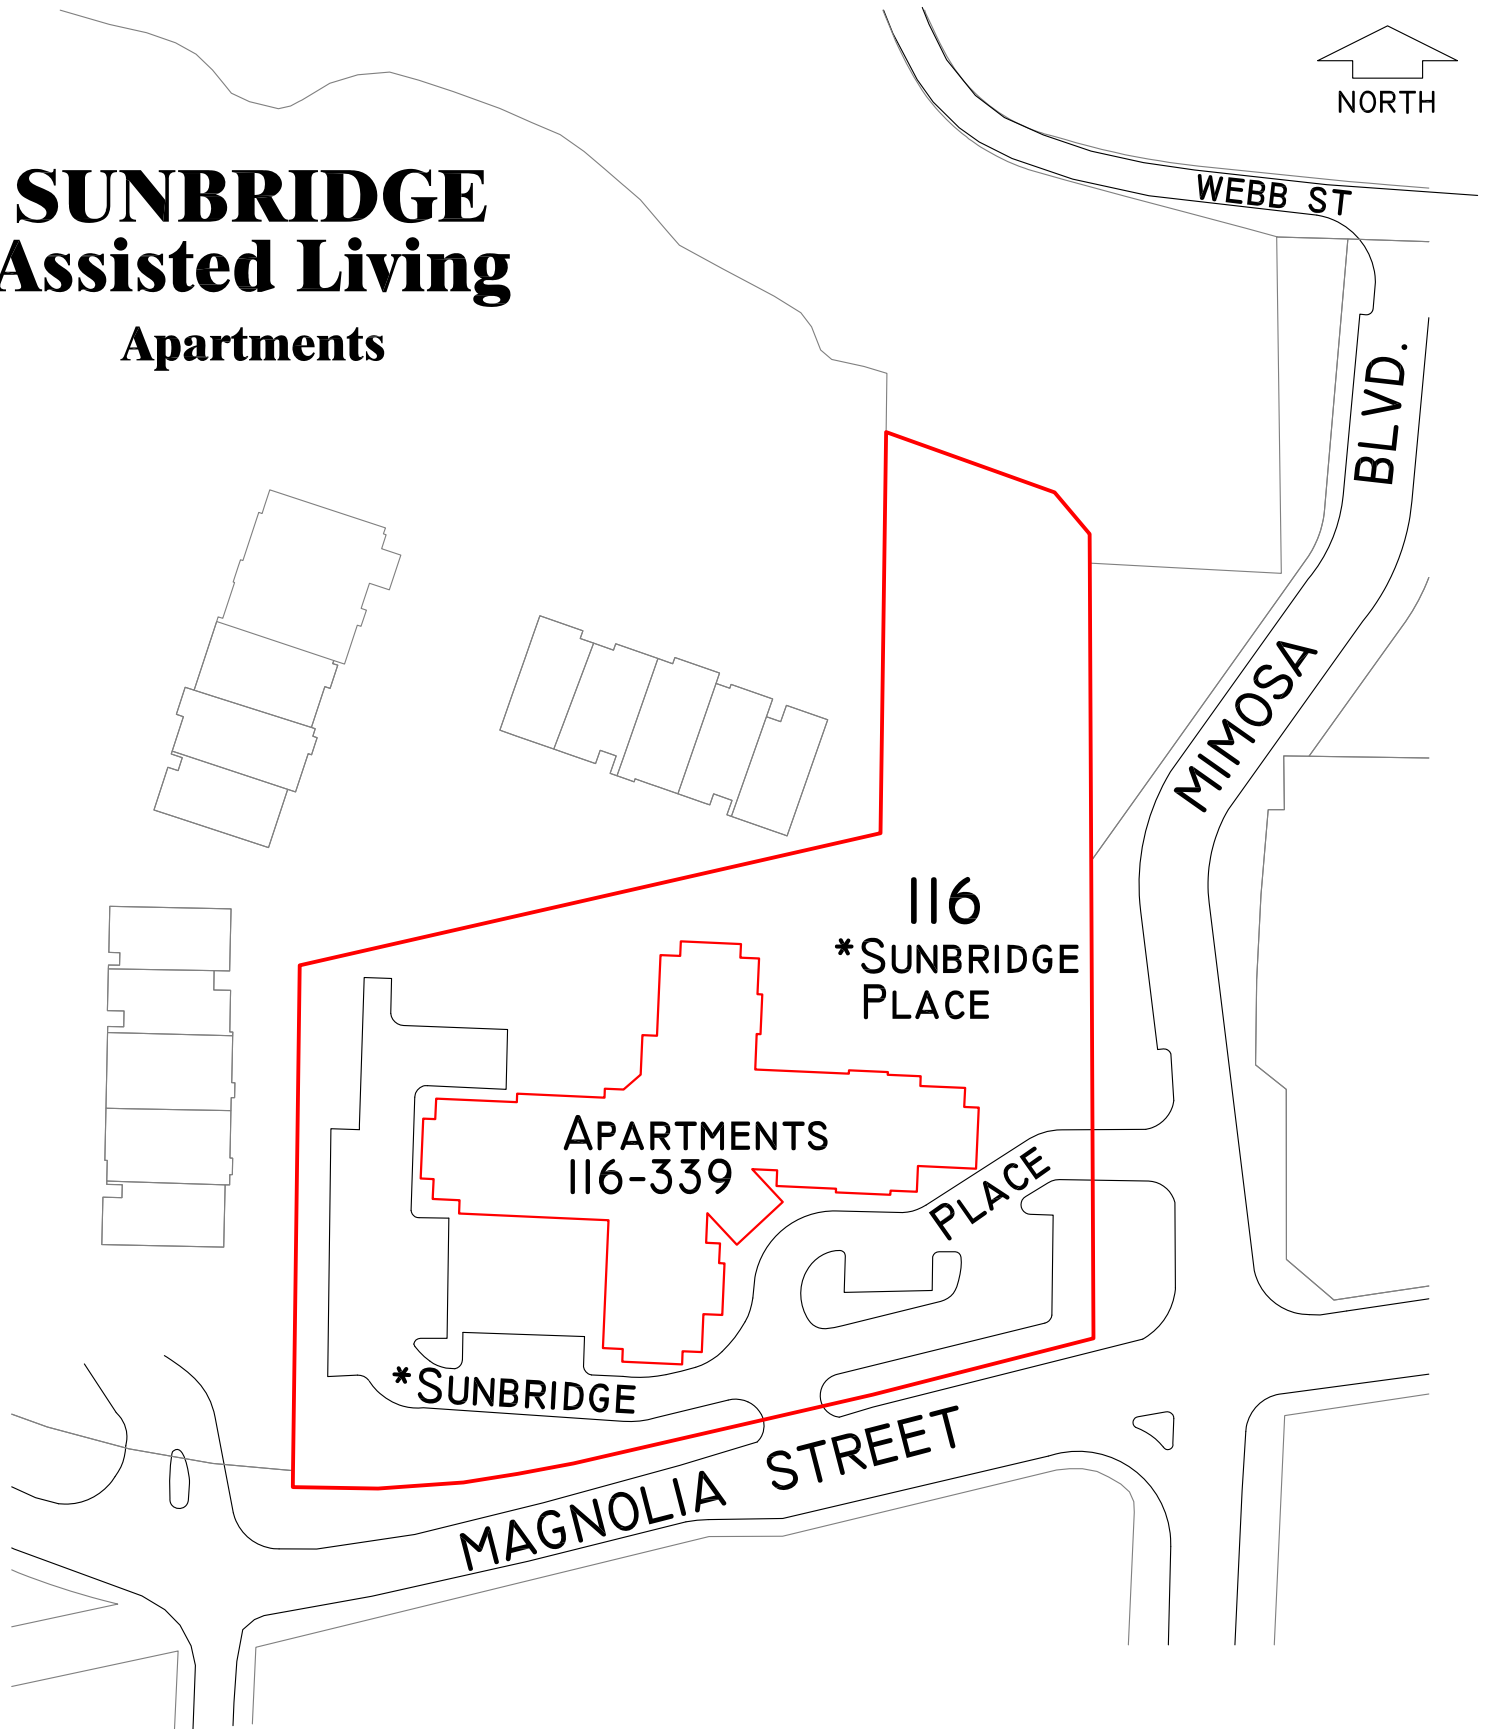 NORTH
WEBB ST
SUNBRIDGE
Assisted Living
Apartments
MIMOSA BLVD.
116
*SUNBRIDGE
PLACE
APARTMENTS
116-339
*SUNBRIDGE PLACE
MAGNOLIA STREET